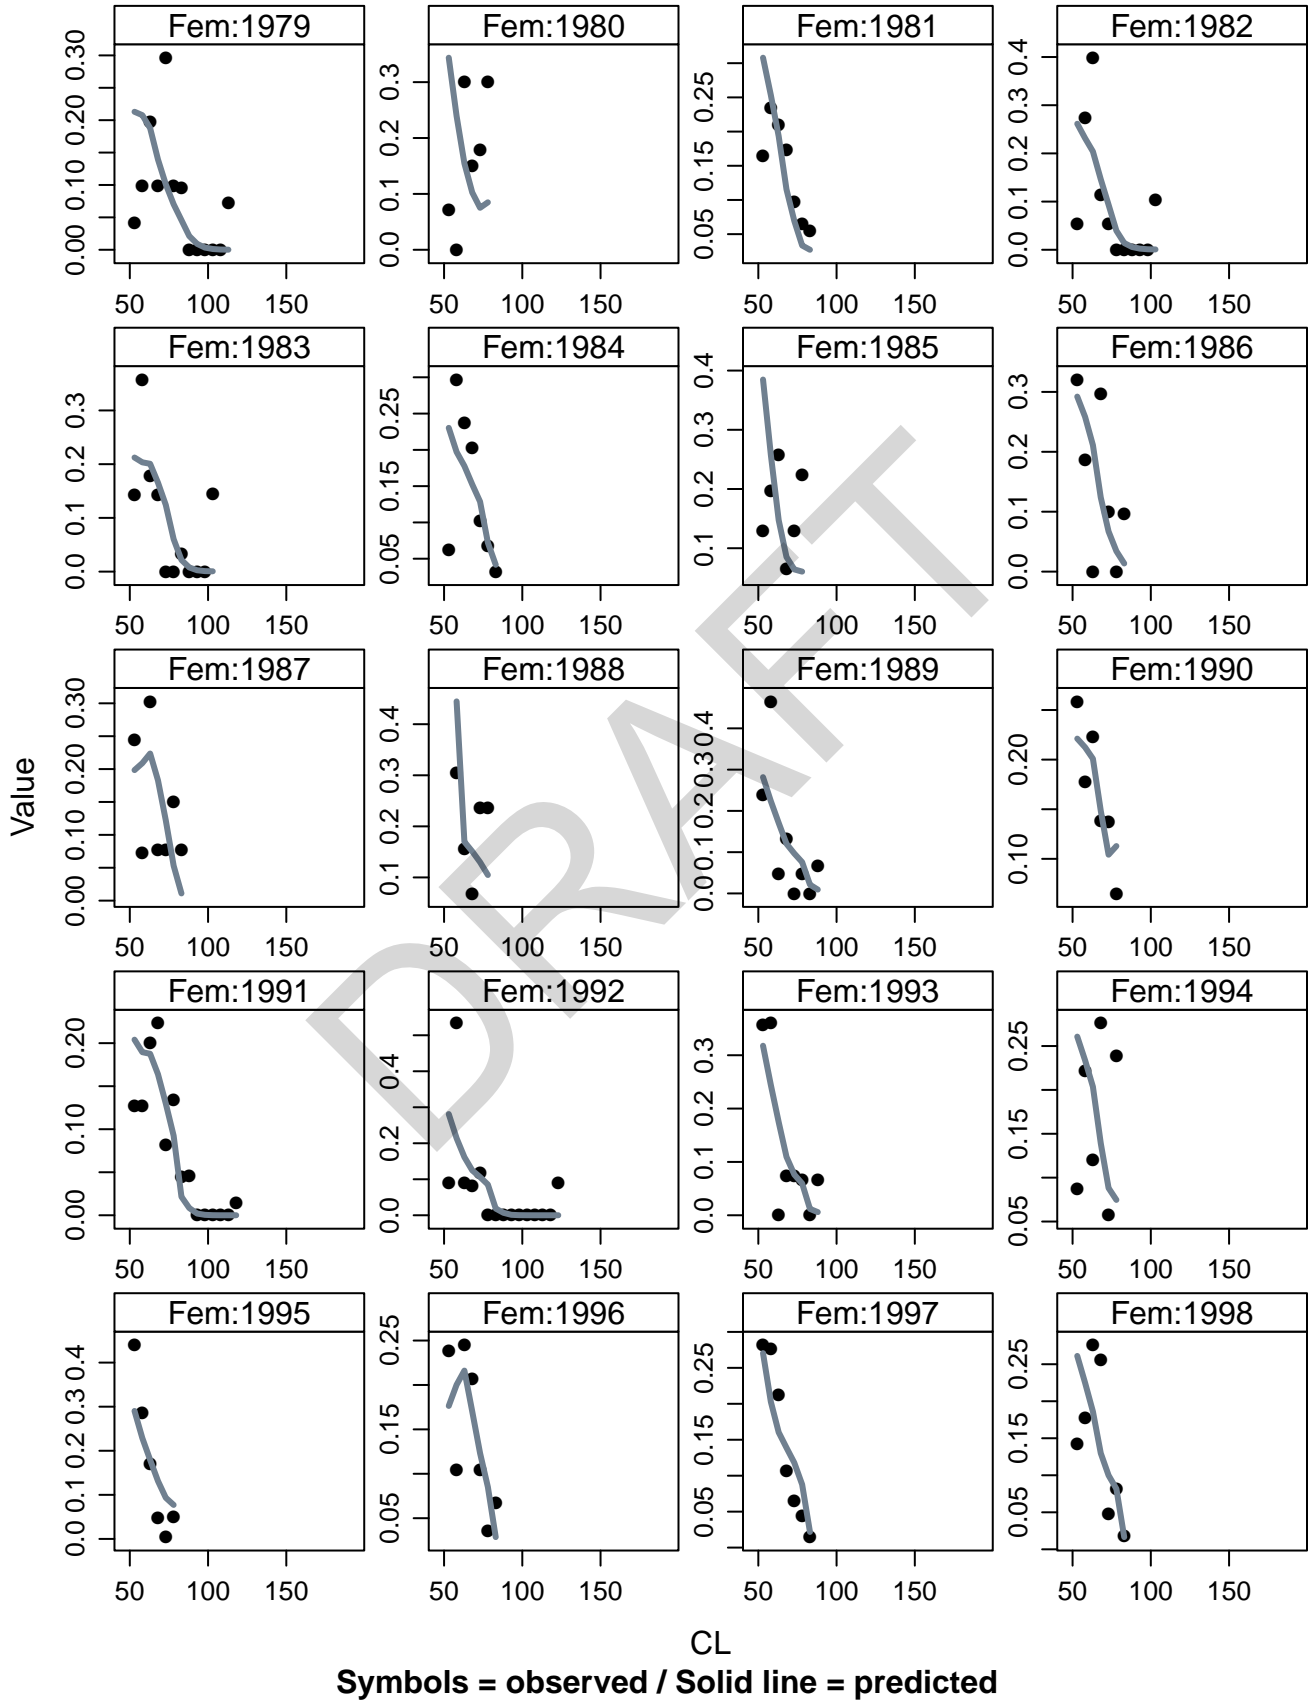 Fem:1979 Fem:1980 Fem:1981 Fem:1982
0.00 0.10 0.20 0.30
0.0 0.1 0.2 0.3
0.05 0.15 0.25
0.0 0.1 0.2 0.3 0.4
50 100 150 50 100 150 50 100 150 50 100 150
Fem:1983 Fem:1984 Fem:1985 Fem:1986
0.0 0.1 0.2 0.3
0.05 0.15 0.25
0.1 0.2 0.3 0.4
0.0 0.1 0.2 0.3
50 100 150 50 100 150 50 100 150 50 100 150
Fem:1987 Fem:1988 Fem:1989 Fem:1990
0.00 0.10 0.20 0.30
0.1 0.2 0.3 0.4
0.0 0.1 0.2 0.3 0.4
0.10 0.20
50 100 150 50 100 150 50 100 150 50 100 150
Value
Fem:1991 Fem:1992 Fem:1993 Fem:1994
0.00 0.10 0.20
0.0 0.2 0.4
0.0 0.1 0.2 0.3
0.05 0.15 0.25
50 100 150 50 100 150 50 100 150 50 100 150
Fem:1995 Fem:1996 Fem:1997 Fem:1998
0.0 0.1 0.2 0.3 0.4
0.05 0.15 0.25
0.05 0.15 0.25
0.05 0.15 0.25
50 100 150 50 100 150 50 100 150 50 100 150
DRAFT
CL
Symbols = observed / Solid line = predicted